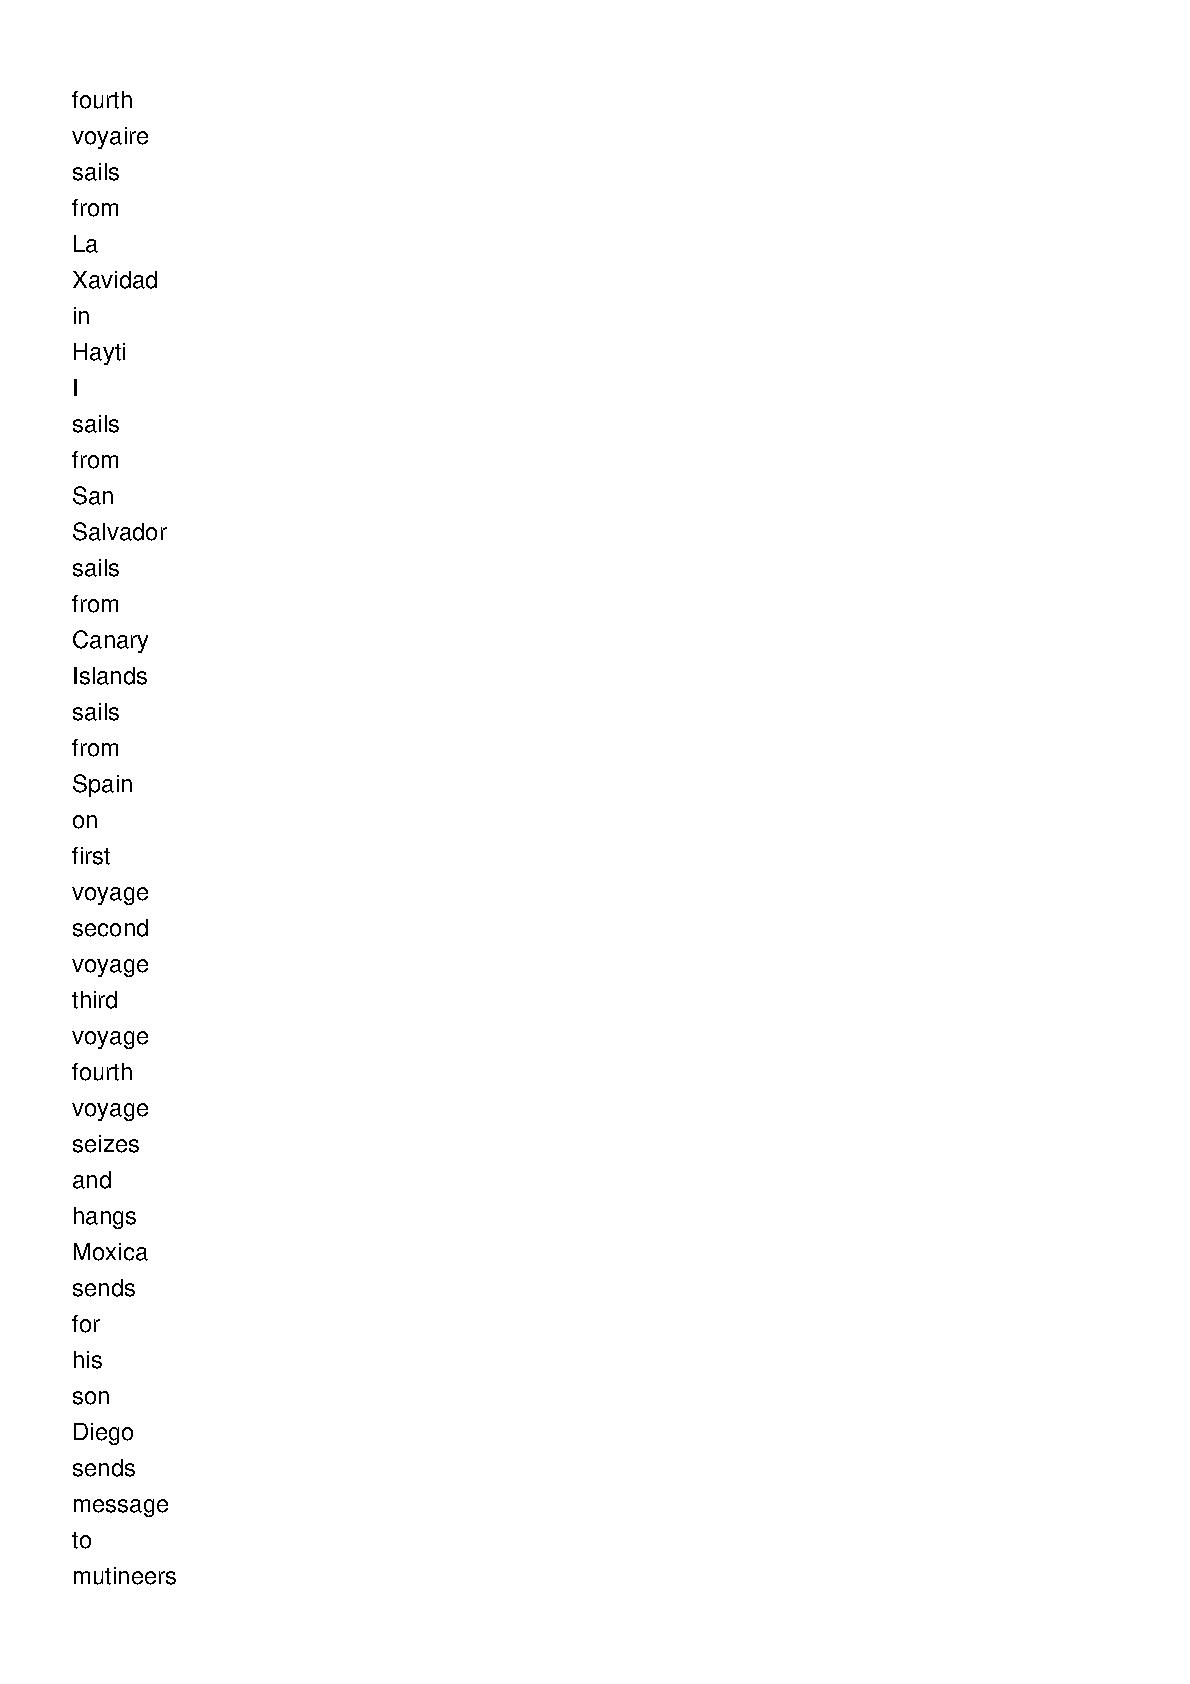 fourth
voyaire
sails
from
La
Xavidad
in
Hayti
I
sails
from
San
Salvador
sails
from
Canary
Islands
sails
from
Spain
on
first
voyage
second
voyage
third
voyage
fourth
voyage
seizes
and
hangs
Moxica
sends
for
his
son
Diego
sends
message
to
mutineers